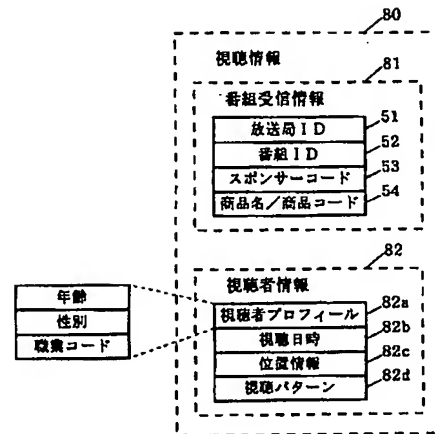 80
視聴情報
81
番組受信情報
放送局ID
51
番組ID
52
スポンサーコード
53
商品名/商品コード
54
82
視聴者情報
視聴者プロフィール
82a
視聴日時
82b
位置情報
82c
視聴パターン
82d
年齢
性別
職業コード